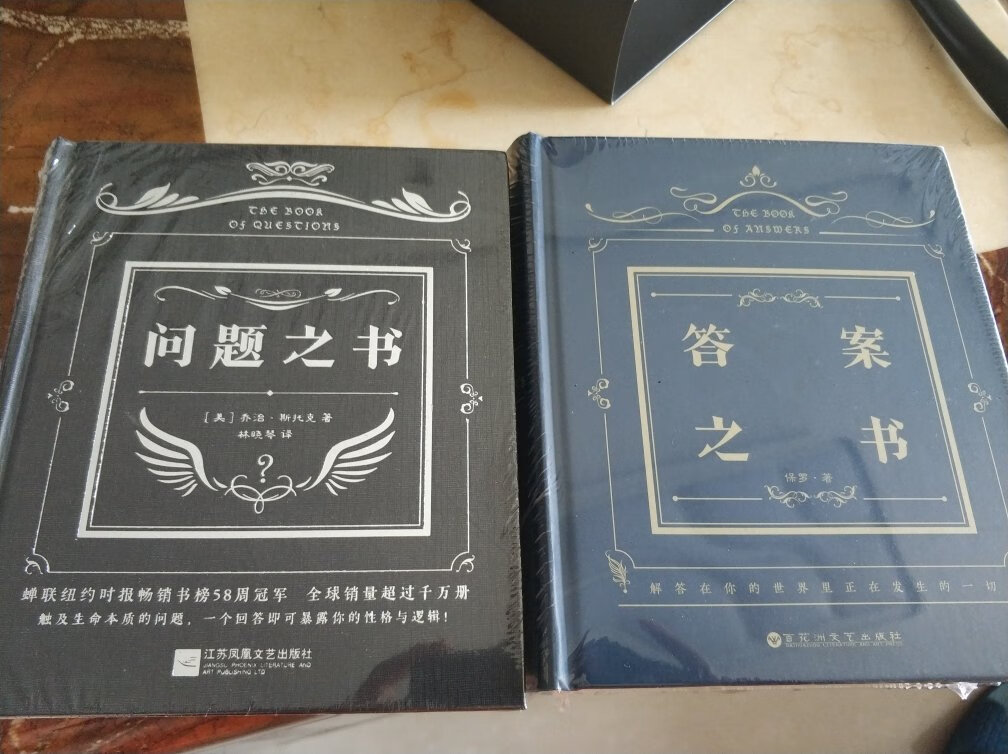 THE BOOK
OF QUESTIONS
问题之书
[美] 乔治·斯托克 著
林晓琴 译
?
蝉联纽约时报畅销书榜58周冠军 全球销量超过千万册
触及生命本质的问题，一个回答即可暴露你的性格与逻辑！
江苏凤凰文艺出版社
JIANGSU PHOENIX LITERATURE AND
ART PUBLISHING LTD
THE BOOK
OF ANSWERS
答案
之书
保罗·著
解答在你的世界里正在发生的一切
百花洲文艺出版社
BAIHUAZHOU LITERATURE AND ART PRESS